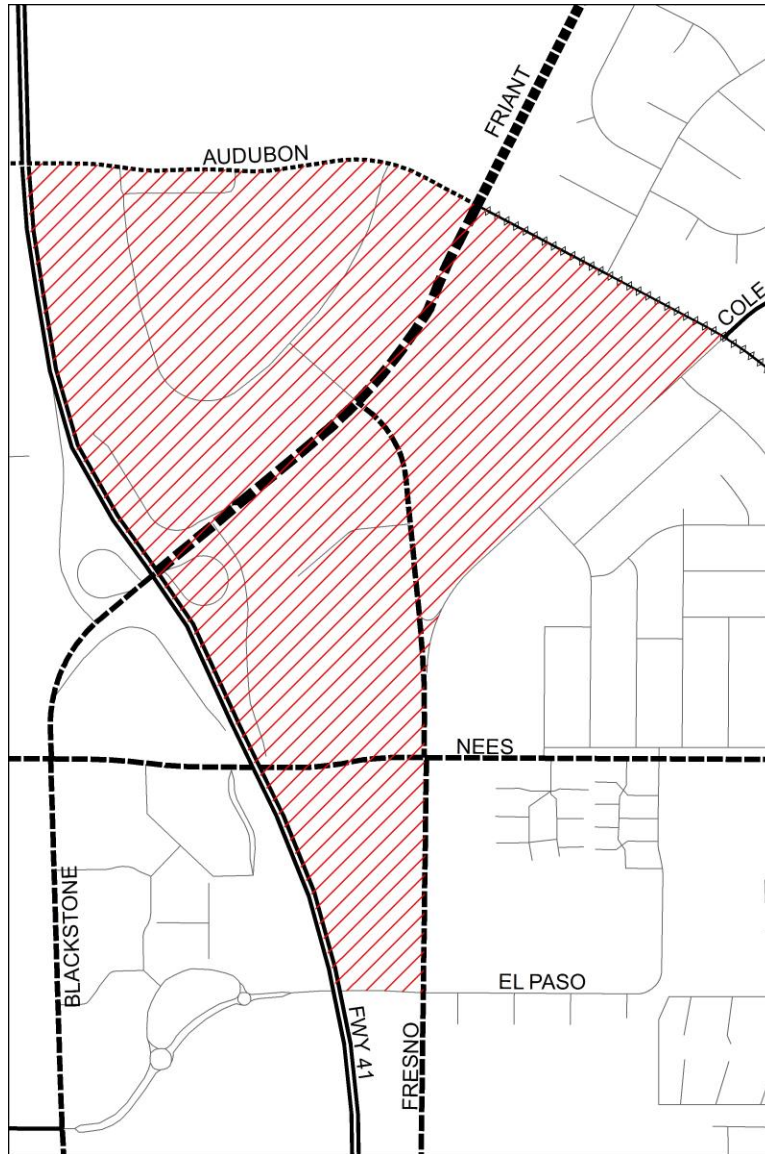 FRIANT
AUDUBON
COLE
NEES
BLACKSTONE
EL PASO
FWY 41
FRESNO